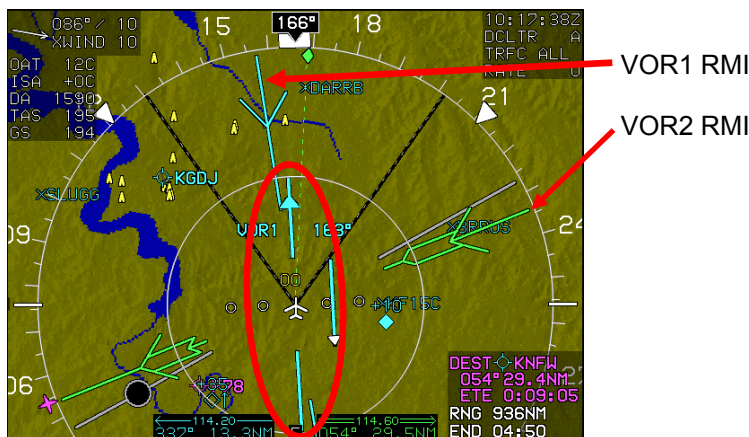 086°/ 10
XWIND 10
15
166°
18
10:17:38Z
DCLTR A
TRFC ALL
RATE 0
VOR1 RMI
OAT 12C
ISA +0C
DA 1590
TAS 195
GS 194
XDARRB
21
VOR2 RMI
KGDJ
XSLUGG
09
VOR1 163°
24
00
06
78
DEST KNFW
054° 29.4NM
ETE 0:09:05
RNG 936NM
END 04:50
114.20
114.60
337° 13.3NM
054° 29.5NM